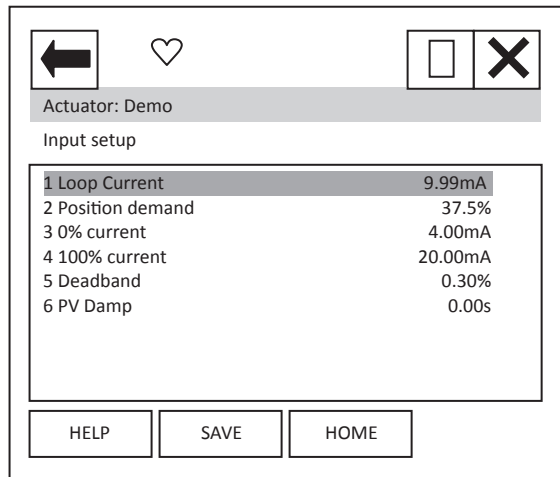 Actuator: Demo
Input setup
1 Loop Current 9.99mA
2 Position demand 37.5%
3 0% current 4.00mA
4 100% current 20.00mA
5 Deadband 0.30%
6 PV Damp 0.00s
HELP SAVE HOME